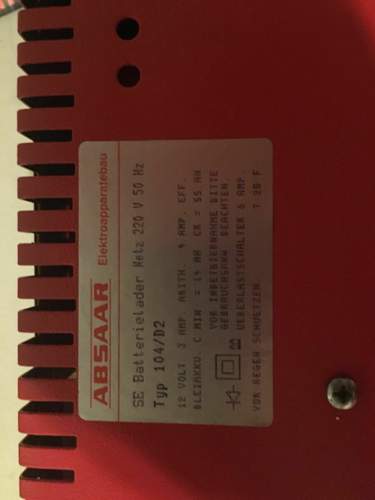 ABSAAR Elektroapparatebau
SE Batterielader Netz 220 V 50 Hz
Typ 104/D2
12 VOLT 3 AMP. ARITH. 4 AMP. EFF.
BLEIAKKU. C MIN. = 14 AH CK = 55 AH
VOR INBETRIEBNAHME BITTE
GEBRAUCHSANW. BEACHTEN.
UEBERLASTSCHALTER 6 AMP.
VOR REGEN SCHUETZEN T 20 F